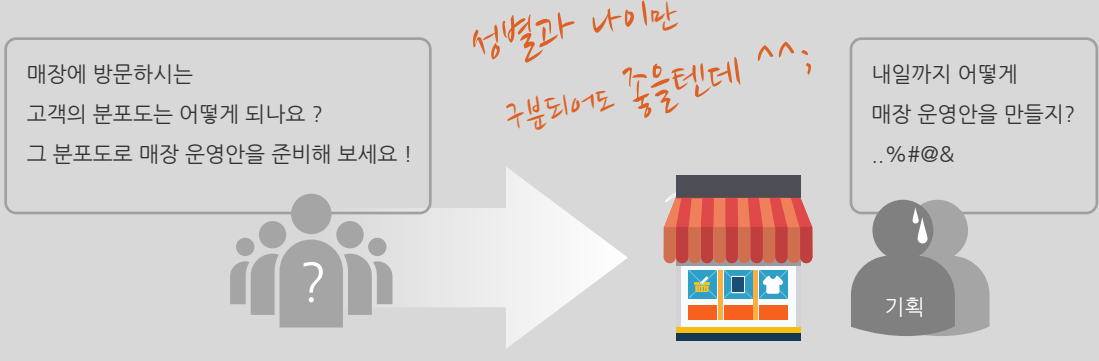 매장에 방문하시는
고객의 분포도는 어떻게 되나요 ?
그 분포도로 매장 운영안을 준비해 보세요 !
?
성별과 나이만
구분되어도 좋을텐데 ^^;
내일까지 어떻게
매장 운영안을 만들지?
..%#@&
기획